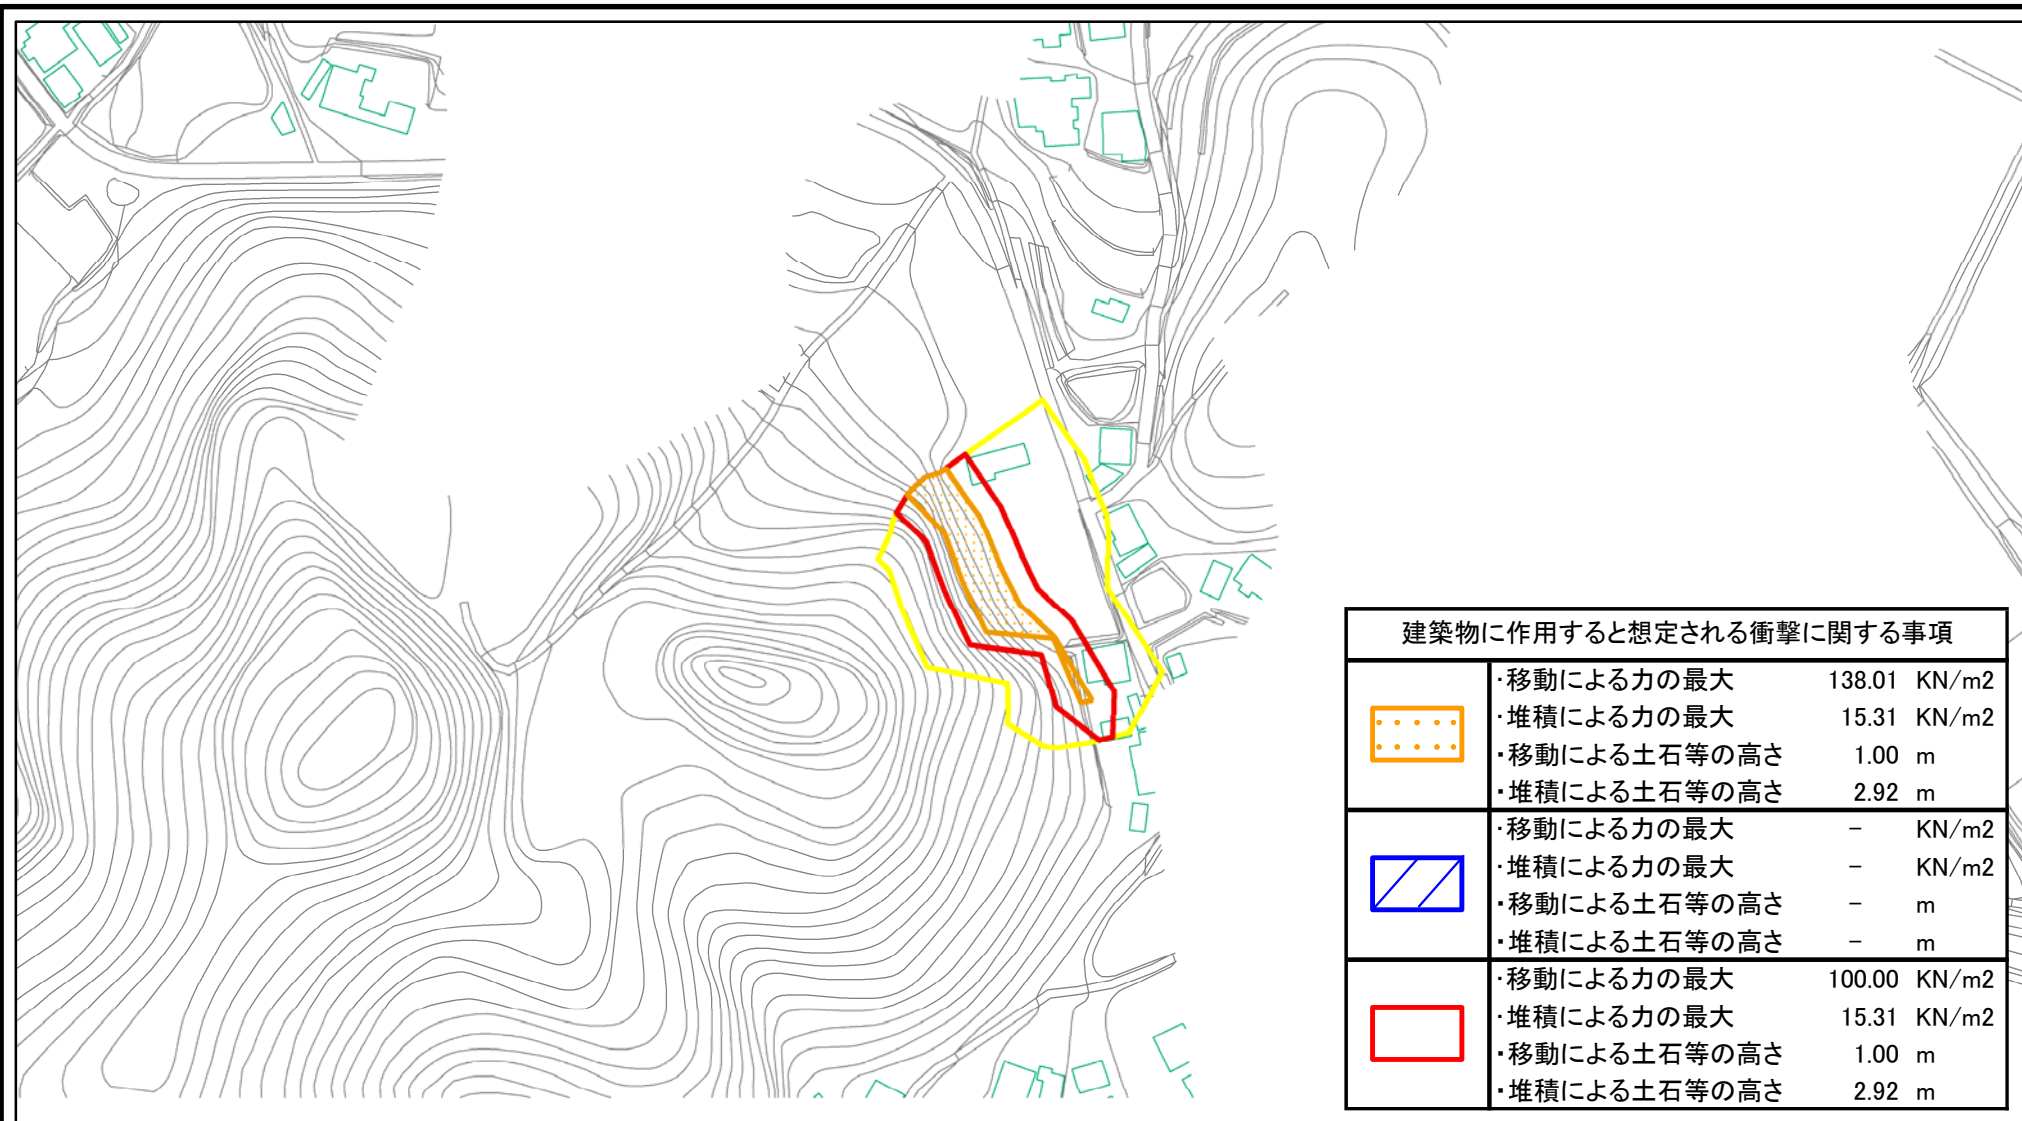 建築物に作用すると想定される衝撃に関する事項
・移動による力の最大 138.01 KN/m2
・堆積による力の最大 15.31 KN/m2
・移動による土石等の高さ 1.00 m
・堆積による土石等の高さ 2.92 m
・移動による力の最大 － KN/m2
・堆積による力の最大 － KN/m2
・移動による土石等の高さ － m
・堆積による土石等の高さ － m
・移動による力の最大 100.00 KN/m2
・堆積による力の最大 15.31 KN/m2
・移動による土石等の高さ 1.00 m
・堆積による土石等の高さ 2.92 m